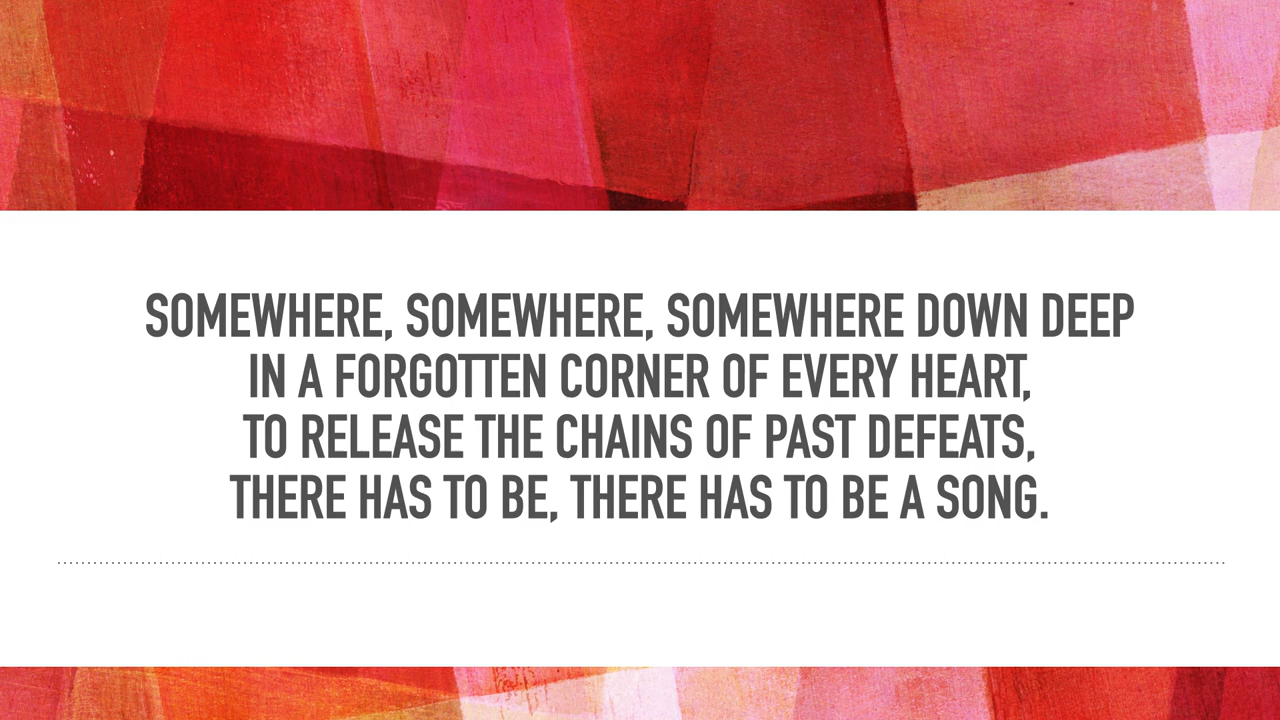 SOMEWHERE, SOMEWHERE, SOMEWHERE DOWN DEEP
IN A FORGOTTEN CORNER OF EVERY HEART,
TO RELEASE THE CHAINS OF PAST DEFEATS,
THERE HAS TO BE, THERE HAS TO BE A SONG.